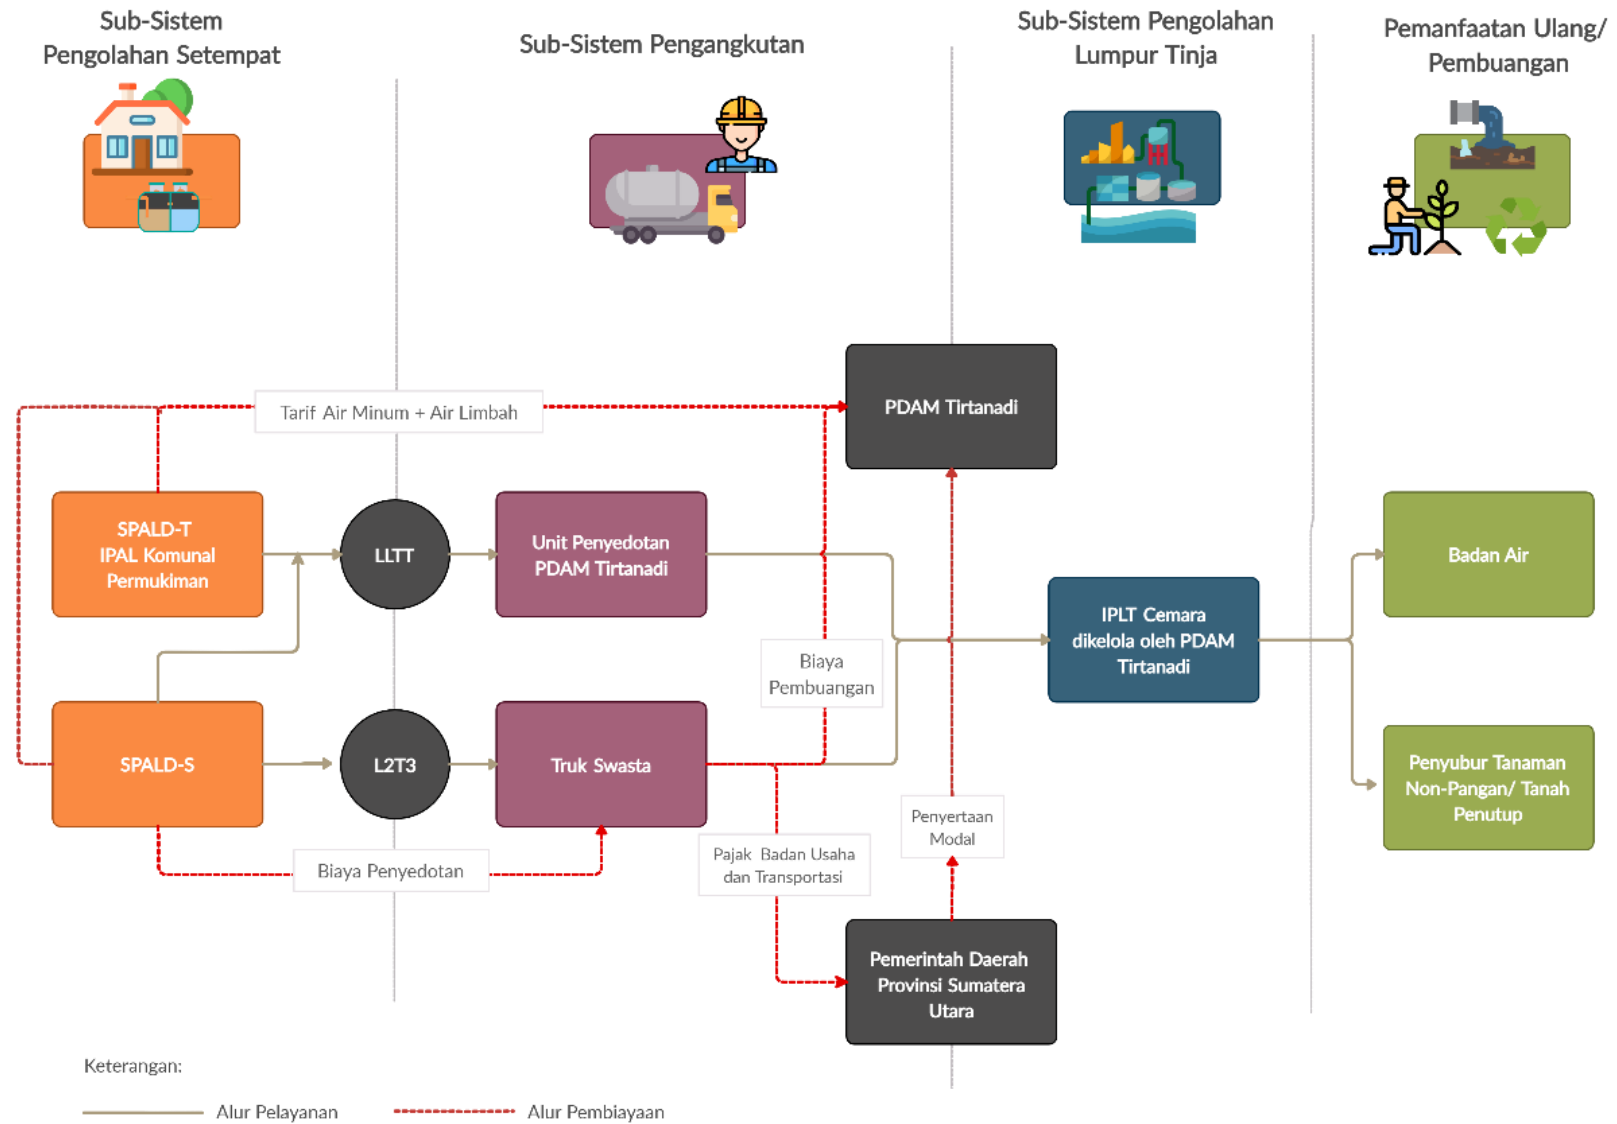 Sub-Sistem
Pengolahan Setempat
Sub-Sistem Pengangkutan
Sub-Sistem Pengolahan
Lumpur Tinja
Pemanfaatan Ulang/
Pembuangan
PDAM Tirtanadi
Tarif Air Minum + Air Limbah
SPALD-T
IPAL Komunal
Permukiman
LLTT
Unit Penyedotan
PDAM Tirtanadi
Badan Air
IPLT Cemara
dikelola oleh PDAM
Tirtanadi
Biaya
Pembuangan
SPALD-S
L2T3
Truk Swasta
Penyubur Tanaman
Non-Pangan/ Tanah
Penutup
Penyertaan
Modal
Pajak Badan Usaha
dan Transportasi
Biaya Penyedotan
Pemerintah Daerah
Provinsi Sumatera
Utara
Keterangan:
Alur Pelayanan
Alur Pembiayaan